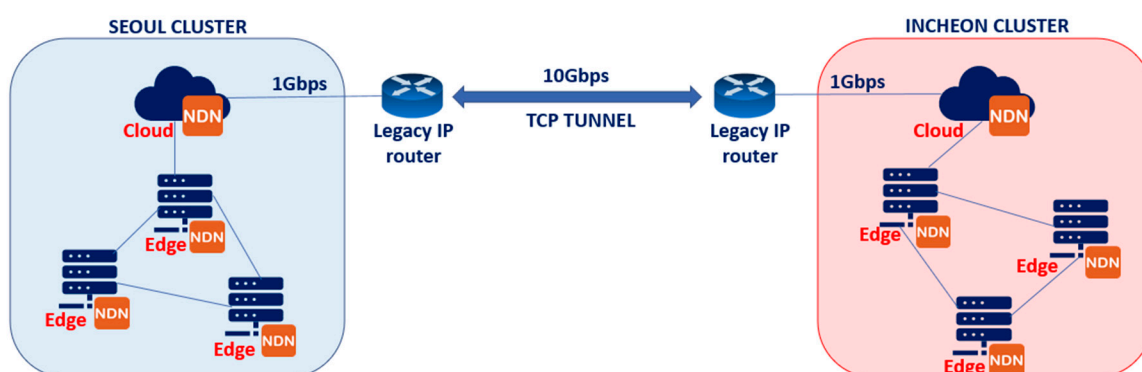 SEOUL CLUSTER
INCHEON CLUSTER
1Gbps
10Gbps
1Gbps
NDN
Cloud
TCP TUNNEL
Cloud
NDN
Legacy IP
router
Legacy IP
router
Edge
NDN
Edge
NDN
Edge
NDN
Edge
NDN
Edge
NDN
Edge
NDN